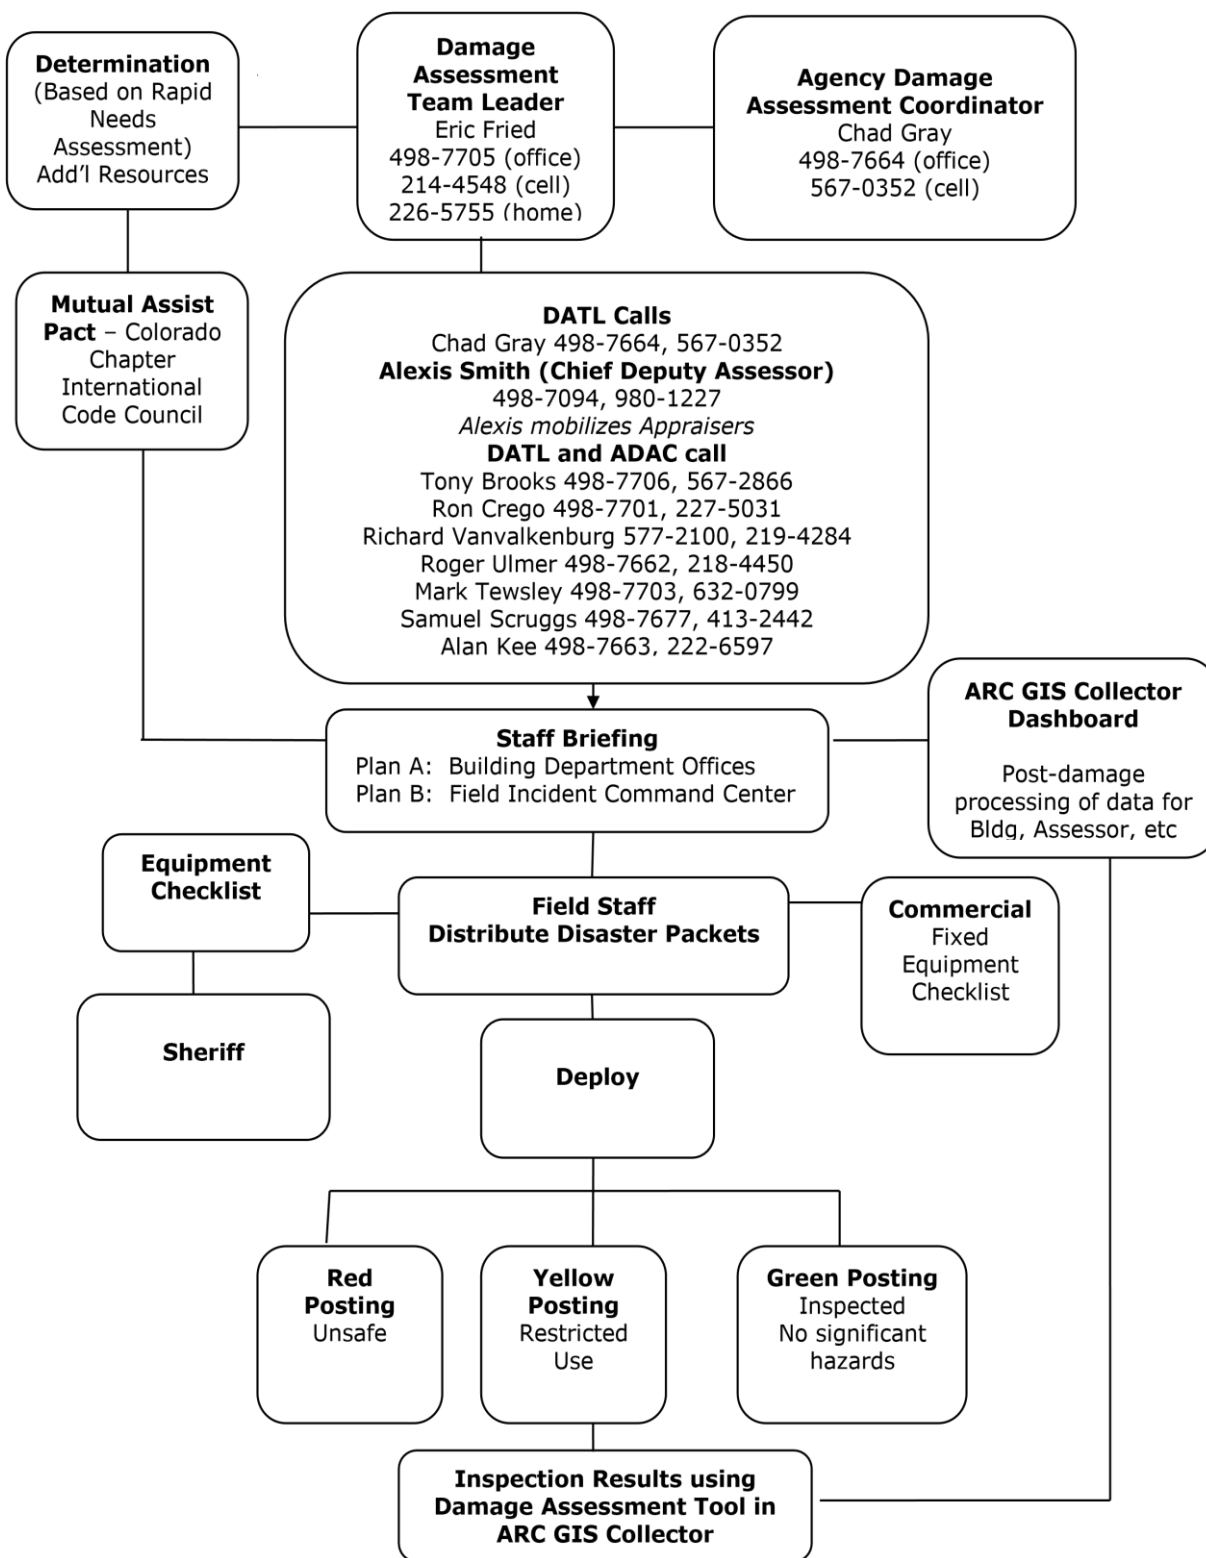 Determination
(Based on Rapid
Needs
Assessment)
Add'l Resources
Damage
Assessment
Team Leader
Eric Fried
498-7705 (office)
214-4548 (cell)
226-5755 (home)
Agency Damage
Assessment Coordinator
Chad Gray
498-7664 (office)
567-0352 (cell)
Mutual Assist
Pact – Colorado
Chapter
International
Code Council
DATL Calls
Chad Gray 498-7664, 567-0352
Alexis Smith (Chief Deputy Assessor)
498-7094, 980-1227
Alexis mobilizes Appraisers
DATL and ADAC call
Tony Brooks 498-7706, 567-2866
Ron Crego 498-7701, 227-5031
Richard Vanvalkenburg 577-2100, 219-4284
Roger Ulmer 498-7662, 218-4450
Mark Tewsley 498-7703, 632-0799
Samuel Scruggs 498-7677, 413-2442
Alan Kee 498-7663, 222-6597
ARC GIS Collector
Dashboard
Post-damage
processing of data for
Bldg, Assessor, etc
Staff Briefing
Plan A: Building Department Offices
Plan B: Field Incident Command Center
Equipment
Checklist
Field Staff
Distribute Disaster Packets
Commercial
Fixed
Equipment
Checklist
Sheriff
Deploy
Red
Posting
Unsafe
Yellow
Posting
Restricted
Use
Green Posting
Inspected
No significant
hazards
Inspection Results using
Damage Assessment Tool in
ARC GIS Collector